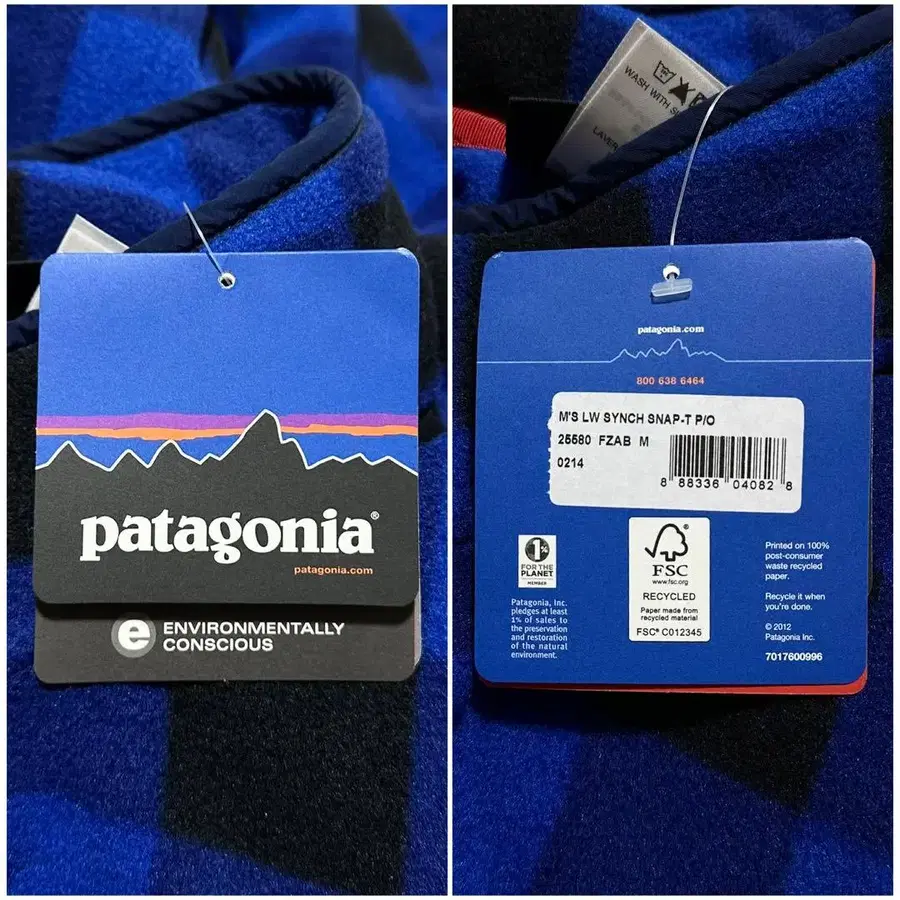 patagonia®
patagonia.com
e ENVIRONMENTALLY
CONSCIOUS
WASH WITH
patagonia.com
800 638 6464
M'S LW SYNCH SNAP-T P/O
25580 FZAB M
0214
8 88336 04082 8
1%
FOR THE
PLANET
MEMBER
Patagonia, Inc.
pledges at least
1% of sales to
the preservation
and restoration
of the natural
environment.
FSC
www.fsc.org
RECYCLED
Paper made from
recycled material
FSC® C012345
Printed on 100%
post-consumer
waste recycled
paper.
Recycle it when
you're done.
© 2012
Patagonia Inc.
7017600996